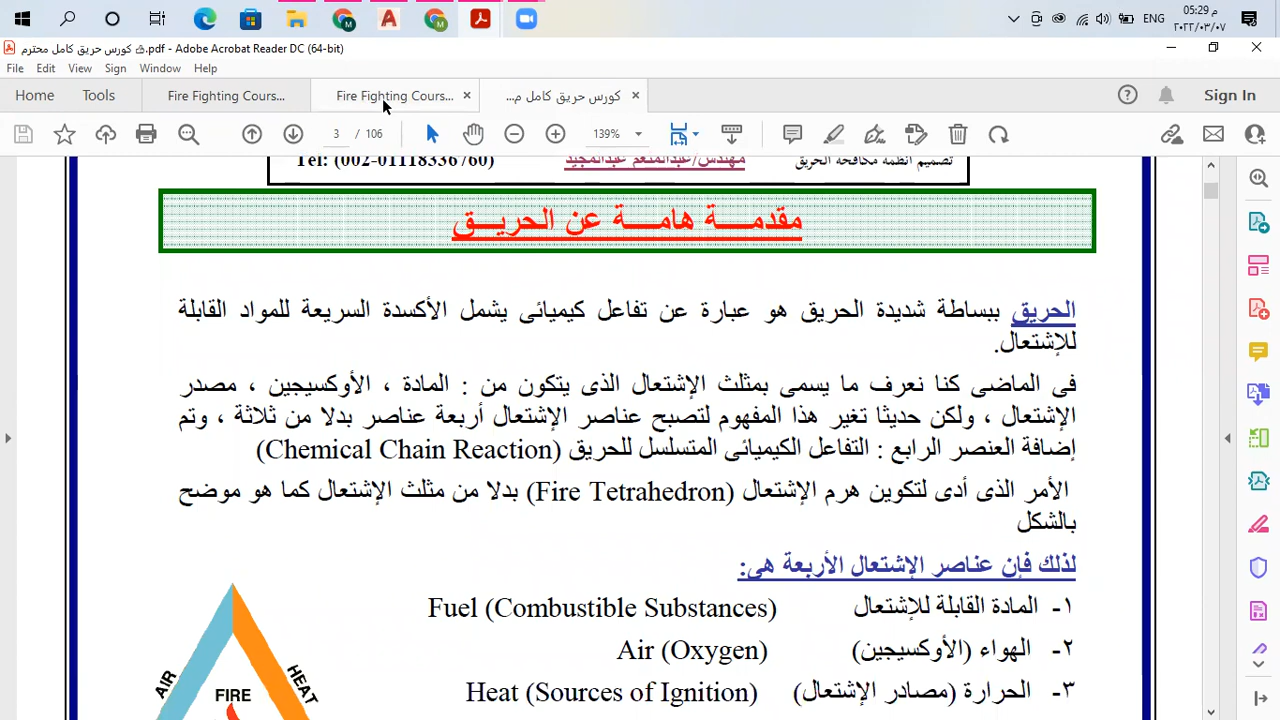 05:29 م
ENG
٢٠٢٢/٠٣/٠٧
كورس حريق كامل محترم.pdf - Adobe Acrobat Reader DC (64-bit)
File Edit View Sign Window Help
Home Tools Fire Fighting Cours... Fire Fighting Cours... كورس حريق كامل م... Sign In
3 / 106 139%
تصميم أنظمة مكافحة الحريق مهندس/عبدالمنعم عبدالمجيد Tel: (002-01118336760)
مقدمـــة هامـــة عن الحريـــق
الحريق ببساطة شديدة الحريق هو عبارة عن تفاعل كيميائى يشمل الأكسدة السريعة للمواد القابلة
للإشتعال.
فى الماضى كنا نعرف ما يسمى بمثلث الإشتعال الذى يتكون من : المادة ، الأوكسيجين ، مصدر
الإشتعال ، ولكن حديثا تغير هذا المفهوم لتصبح عناصر الإشتعال أربعة عناصر بدلا من ثلاثة ، وتم
إضافة العنصر الرابع : التفاعل الكيميائى المتسلسل للحريق (Chemical Chain Reaction)
الأمر الذى أدى لتكوين هرم الإشتعال (Fire Tetrahedron) بدلا من مثلث الإشتعال كما هو موضح
بالشكل
لذلك فإن عناصر الإشتعال الأربعة هى:
١- المادة القابلة للإشتعال Fuel (Combustible Substances)
٢- الهواء (الأوكسيجين) Air (Oxygen)
٣- الحرارة (مصادر الإشتعال) Heat (Sources of Ignition)
AIR
HEAT
FIRE